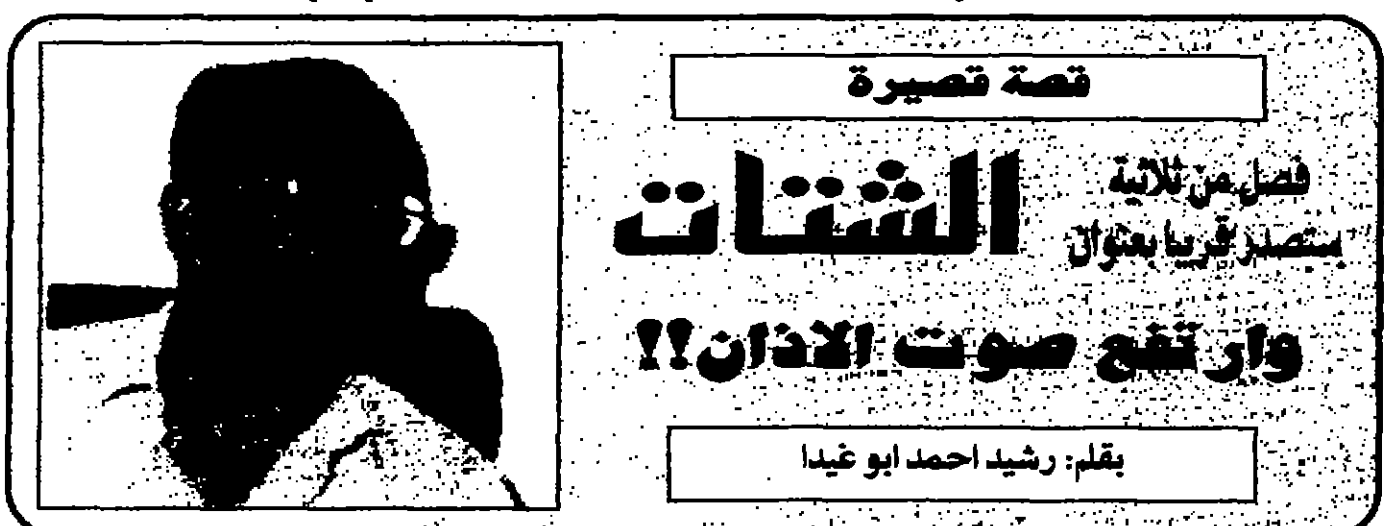 قصة قصيرة
فصل من ثلاثية
ستصدر قريبا بعنوان
الشتات
وارتفع صوت الاذان!!
بقلم: رشيد احمد ابو غيدا